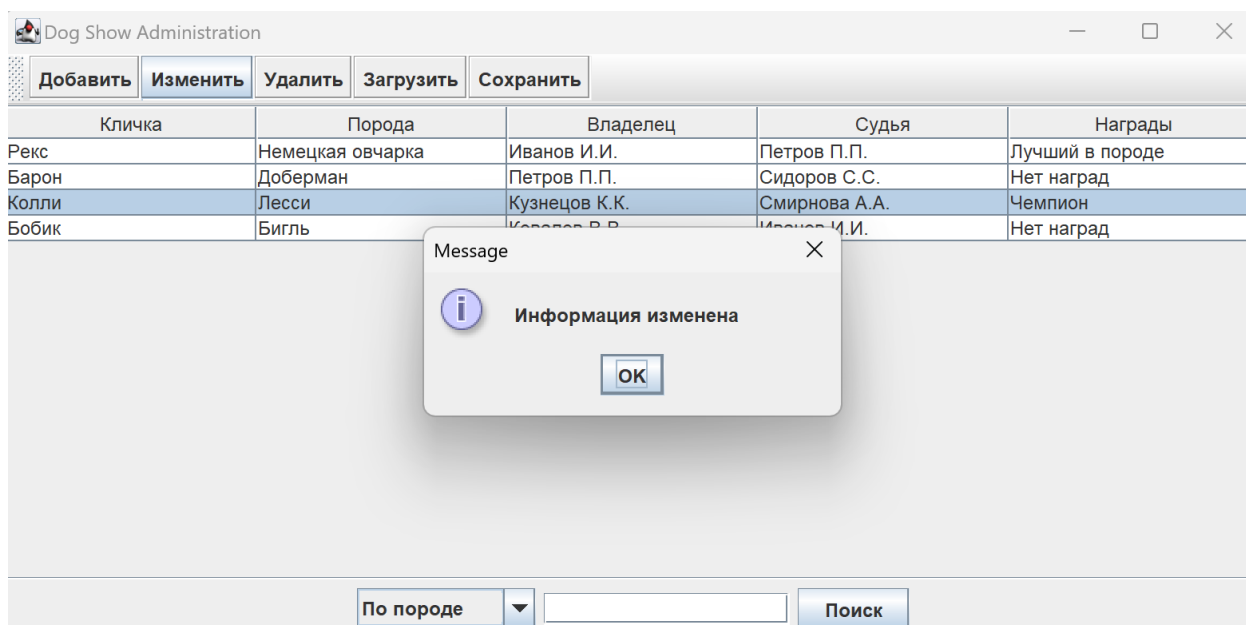 Dog Show Administration
Добавить Изменить Удалить Загрузить Сохранить
Кличка Порода Владелец Судья Награды
Рекс Немецкая овчарка Иванов И.И. Петров П.П. Лучший в породе
Барон Доберман Петров П.П. Сидоров С.С. Нет наград
Колли Лесси Кузнецов К.К. Смирнова А.А. Чемпион
Бобик Бигль Ковалев В.В. Иванов И.И. Нет наград
Message
Информация изменена
OK
По породе Поиск